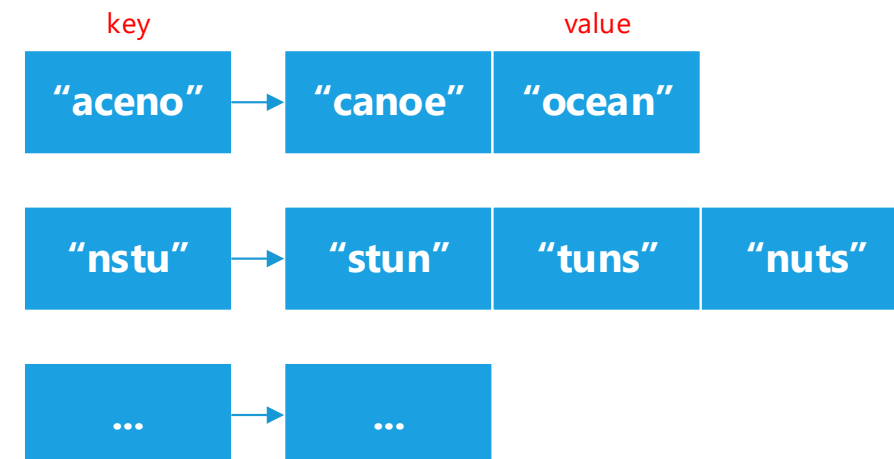 key value
“aceno” “canoe” “ocean”
“nstu” “stun” “tuns” “nuts”
... ...